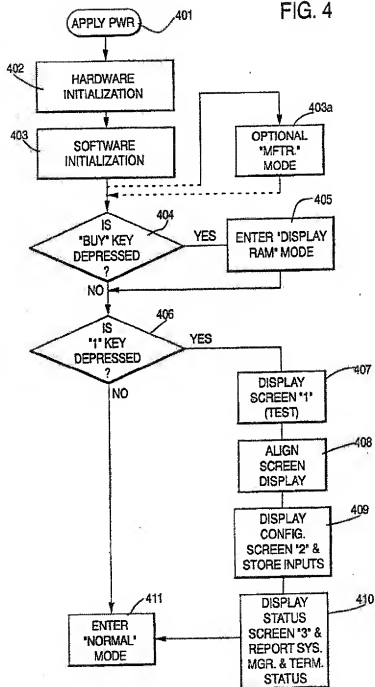 FIG. 4
APPLY PWR
401
402
HARDWARE
INITIALIZATION
403
SOFTWARE
INITIALIZATION
403a
OPTIONAL
"MFTR."
MODE
404
IS
"BUY" KEY
DEPRESSED
?
YES
NO
405
ENTER "DISPLAY
RAM" MODE
406
IS
"1" KEY
DEPRESSED
?
YES
NO
407
DISPLAY
SCREEN "1"
(TEST)
408
ALIGN
SCREEN
DISPLAY
409
DISPLAY
CONFIG.
SCREEN "2" &
STORE INPUTS
410
DISPLAY
STATUS
SCREEN "3" &
REPORT SYS.
MGR. & TERM.
STATUS
411
ENTER
"NORMAL"
MODE